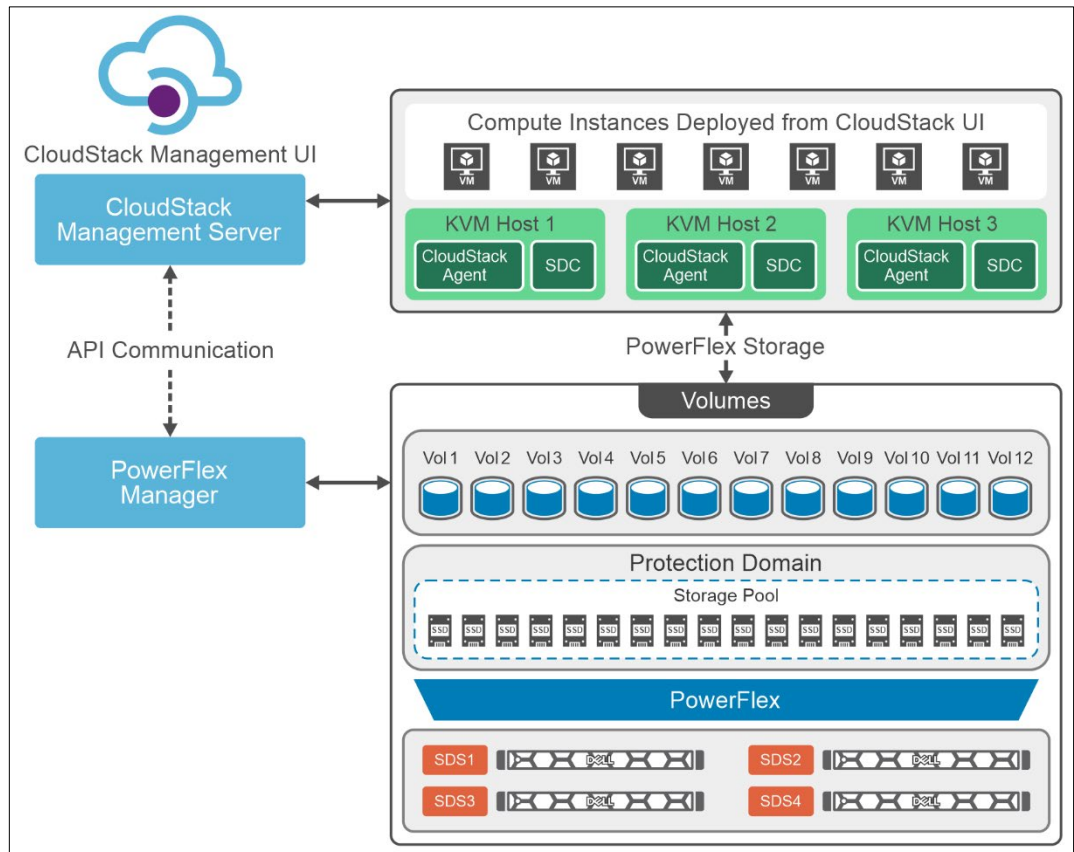 CloudStack Management UI
CloudStack
Management Server
API Communication
PowerFlex
Manager
Compute Instances Deployed from CloudStack UI
VM VM VM VM VM VM VM
KVM Host 1
CloudStack
Agent
SDC
KVM Host 2
CloudStack
Agent
SDC
KVM Host 3
CloudStack
Agent
SDC
PowerFlex Storage
Volumes
Vol 1 Vol 2 Vol 3 Vol 4 Vol 5 Vol 6 Vol 7 Vol 8 Vol 9 Vol 10 Vol 11 Vol 12
Protection Domain
Storage Pool
SSD SSD SSD SSD SSD SSD SSD SSD SSD SSD SSD SSD SSD SSD SSD SSD SSD SSD
PowerFlex
SDS1 DELL SDS2 DELL
SDS3 DELL SDS4 DELL